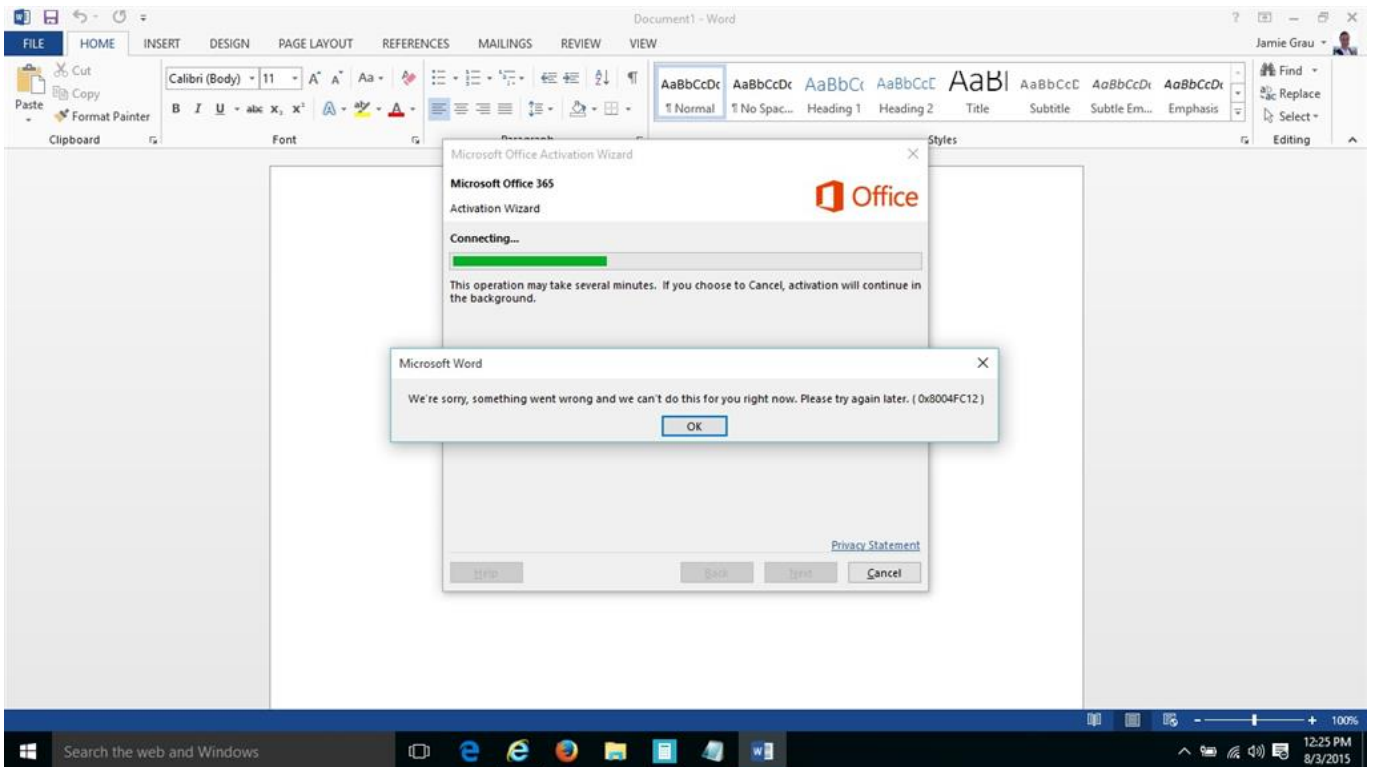 Document1 - Word
?
FILE HOME INSERT DESIGN PAGE LAYOUT REFERENCES MAILINGS REVIEW VIEW
Jamie Grau
Paste
Cut
Copy
Format Painter
Clipboard
Calibri (Body) 11
Aa
B I U abc x₂ x²
Font
Paragraph
AaBbCcDc AaBbCcDc AaBbCc AaBbCcC AaBl AaBbCcC AaBbCcDc AaBbCcDc
¶ Normal ¶ No Spac... Heading 1 Heading 2 Title Subtitle Subtle Em... Emphasis
Styles
Find
Replace
Select
Editing
Microsoft Office Activation Wizard
Microsoft Office 365
Activation Wizard
Office
Connecting...
This operation may take several minutes. If you choose to Cancel, activation will continue in
the background.
Microsoft Word
We're sorry, something went wrong and we can't do this for you right now. Please try again later. ( 0x8004FC12 )
OK
Privacy Statement
Help Back Next Cancel
100%
Search the web and Windows
12:25 PM
8/3/2015